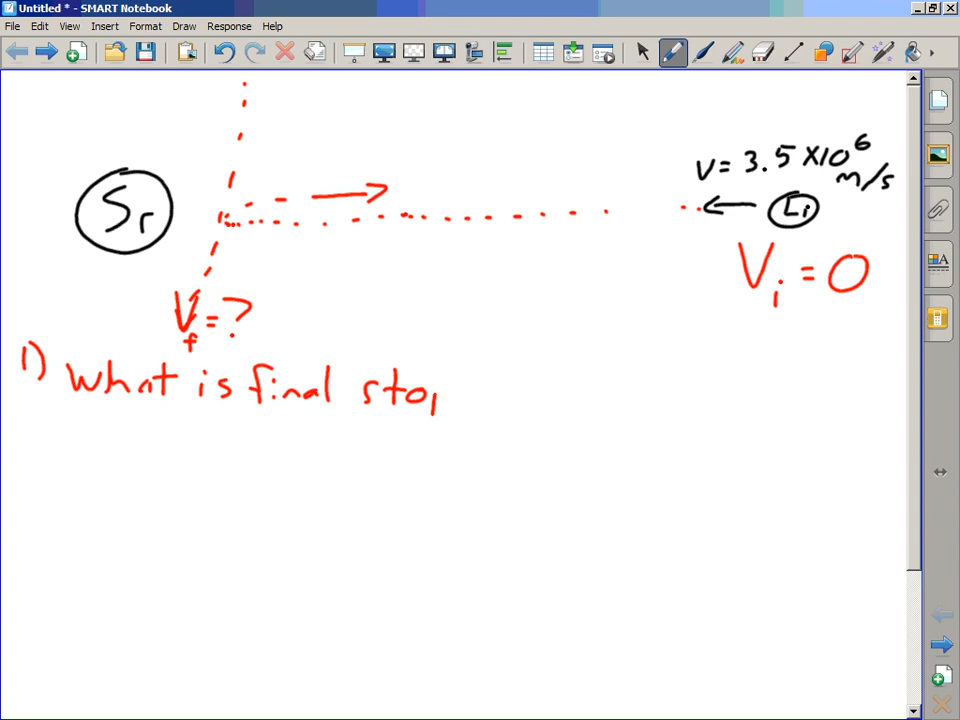 Untitled * - SMART Notebook
File Edit View Insert Format Draw Response Help
v = 3.5 x10^6
m/s
Sr
Li
Vi = 0
Vf = ?
1) What is final sto